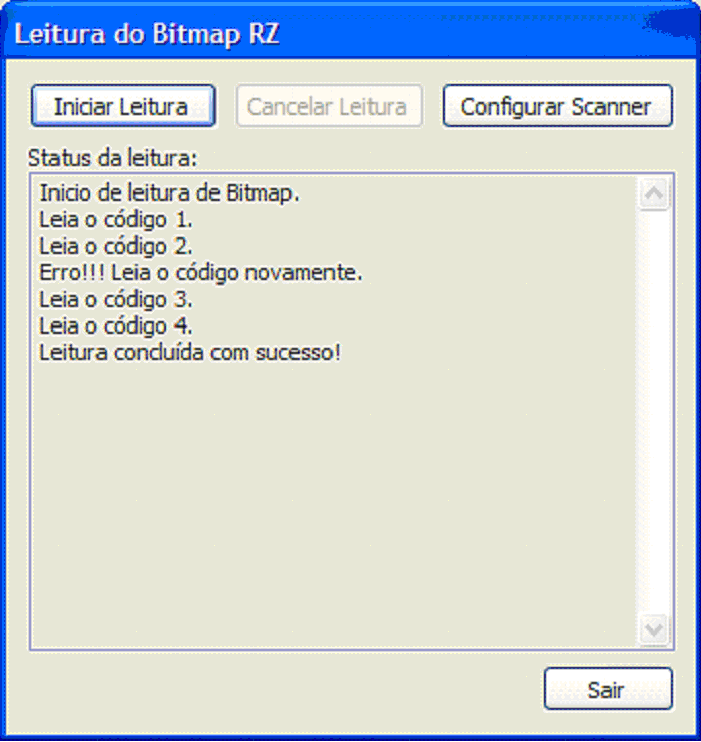 Leitura do Bitmap RZ
Iniciar Leitura Cancelar Leitura Configurar Scanner
Status da leitura:
Inicio de leitura de Bitmap.
Leia o código 1.
Leia o código 2.
Erro!!! Leia o código novamente.
Leia o código 3.
Leia o código 4.
Leitura concluída com sucesso!
Sair